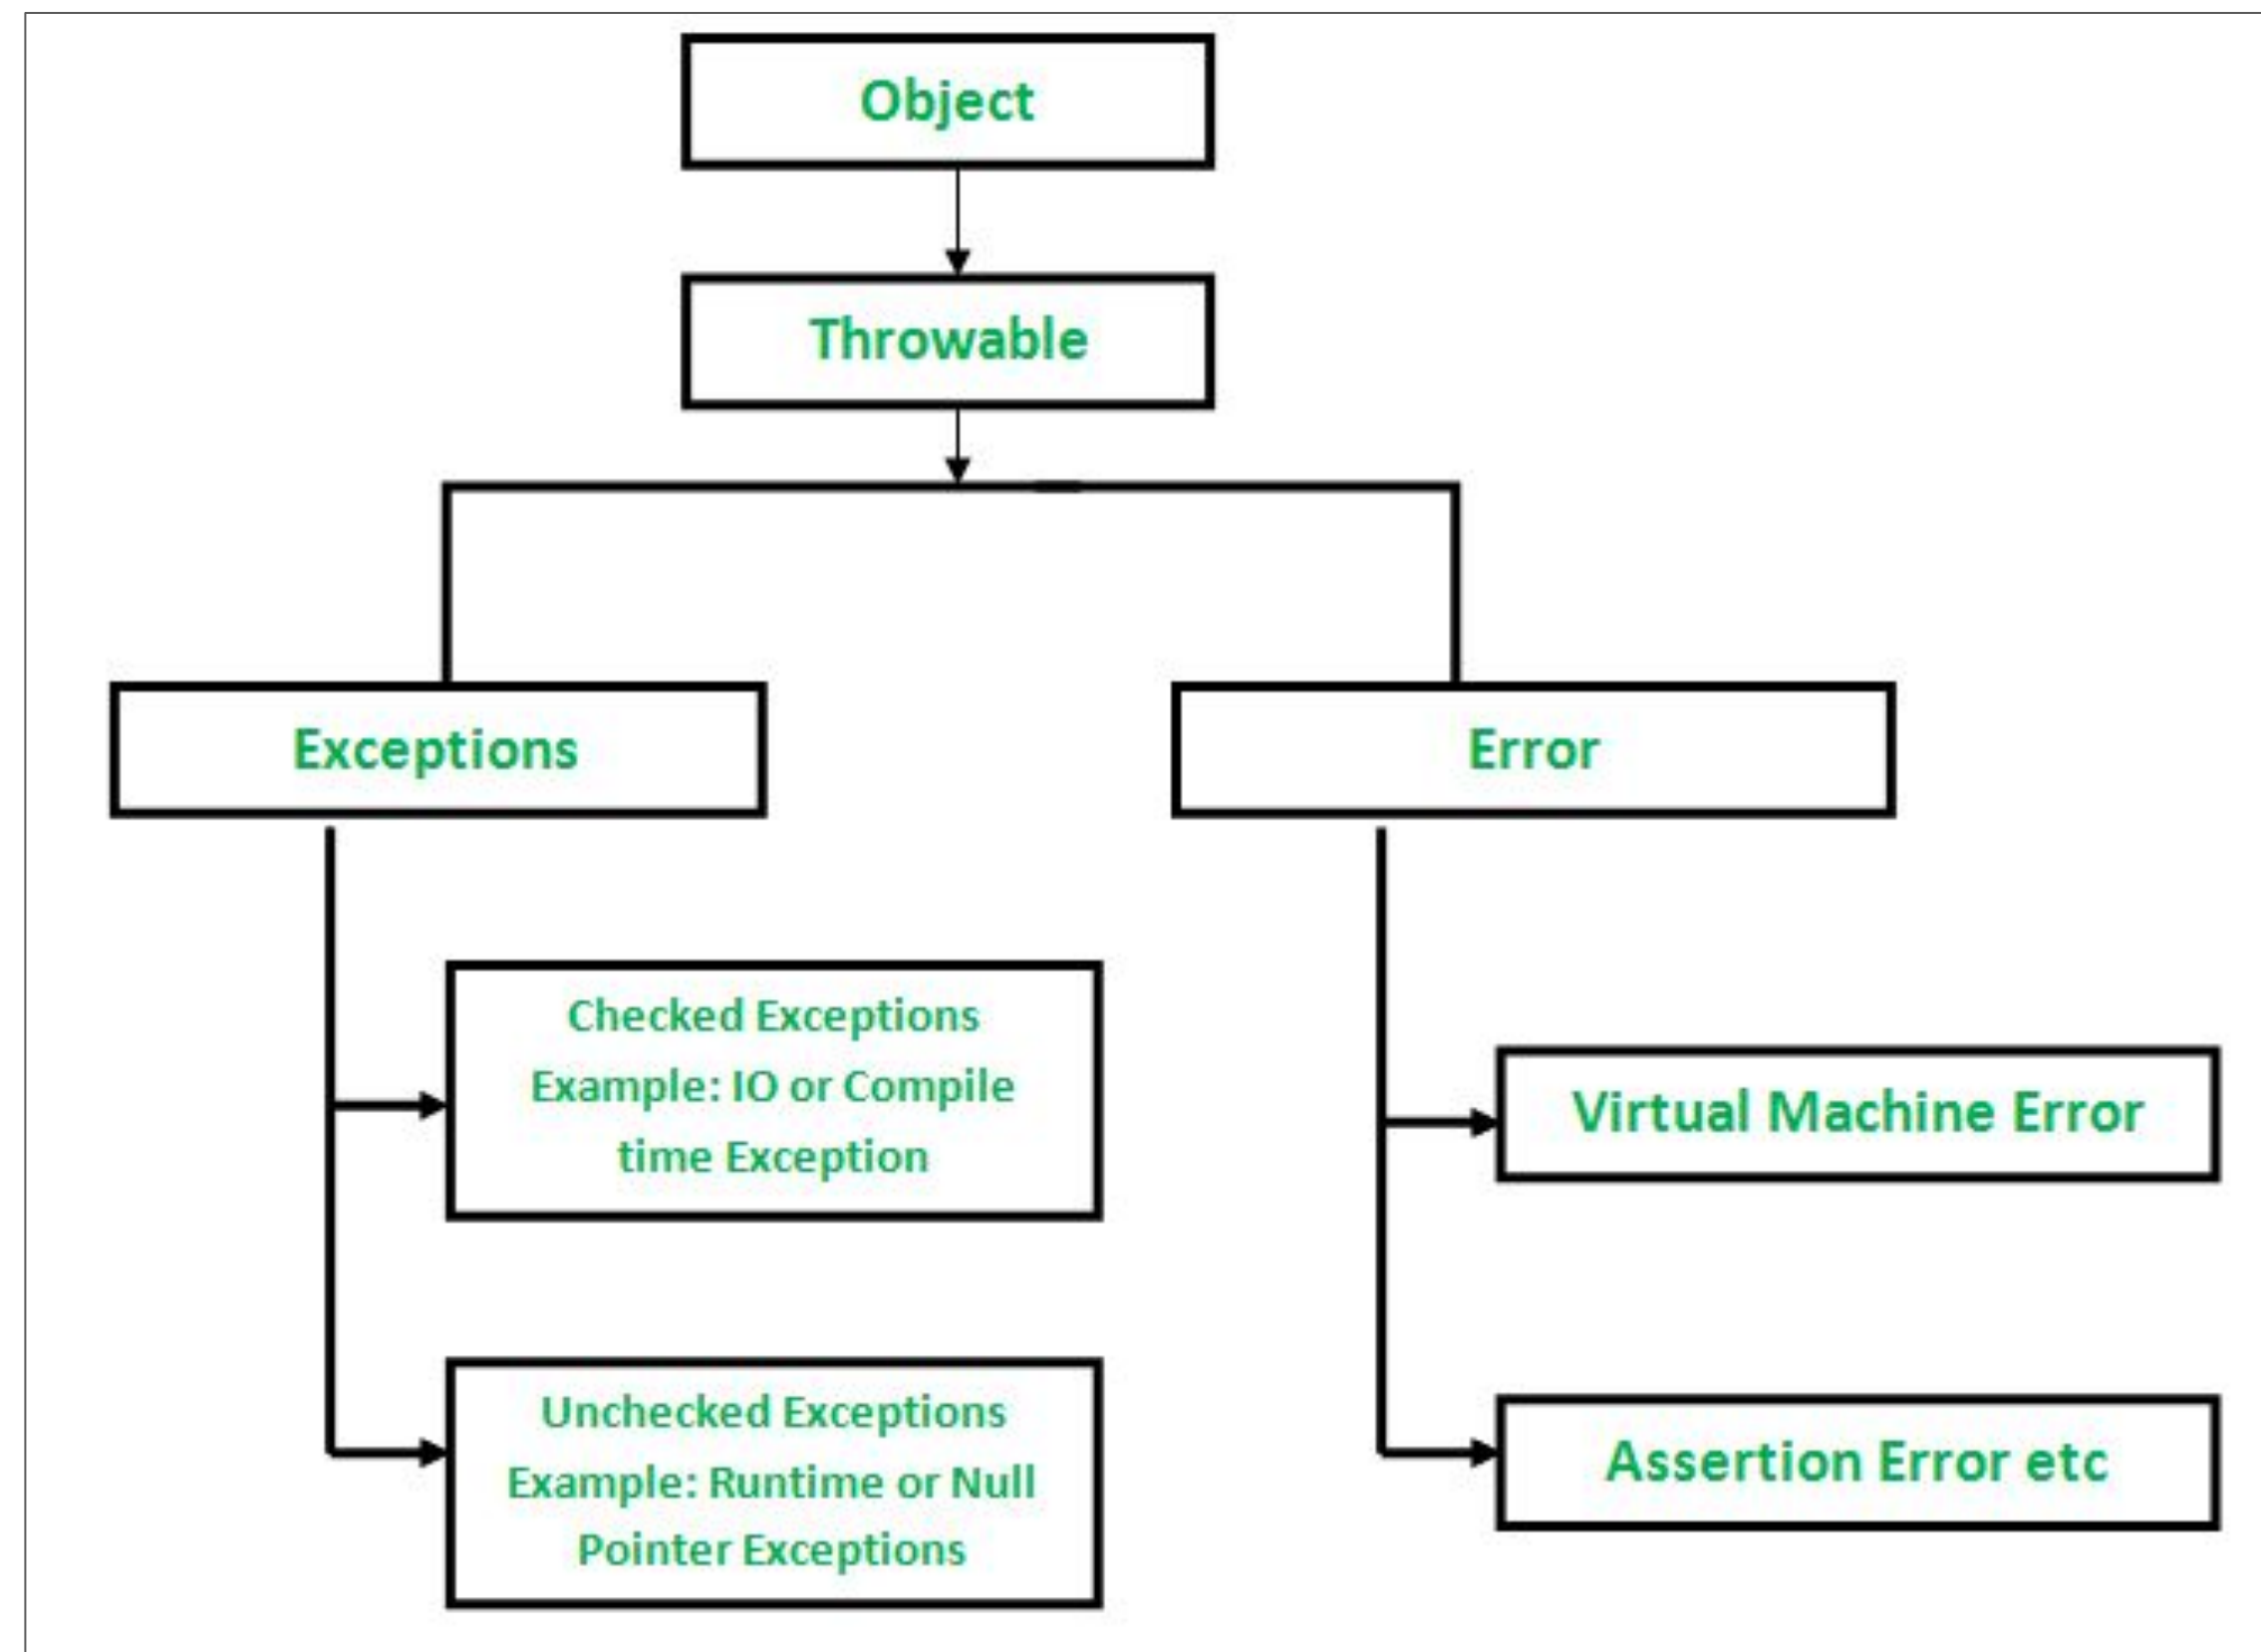 Object
Throwable
Exceptions
Error
Checked Exceptions
Example: IO or Compile
time Exception
Virtual Machine Error
Unchecked Exceptions
Example: Runtime or Null
Pointer Exceptions
Assertion Error etc